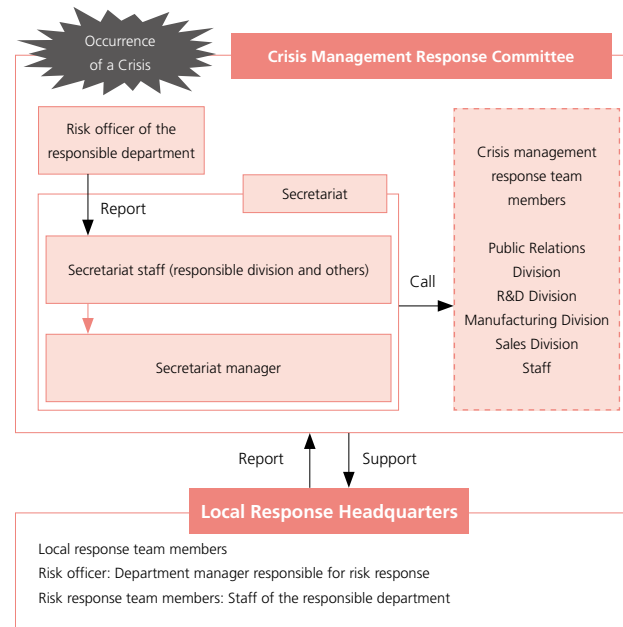 Occurrence
of a Crisis
Crisis Management Response Committee
Risk officer of the
responsible department
Report
Secretariat
Secretariat staff (responsible division and others)
Secretariat manager
Call
Crisis management
response team
members
Public Relations
Division
R&D Division
Manufacturing Division
Sales Division
Staff
Report
Support
Local Response Headquarters
Local response team members
Risk officer: Department manager responsible for risk response
Risk response team members: Staff of the responsible department